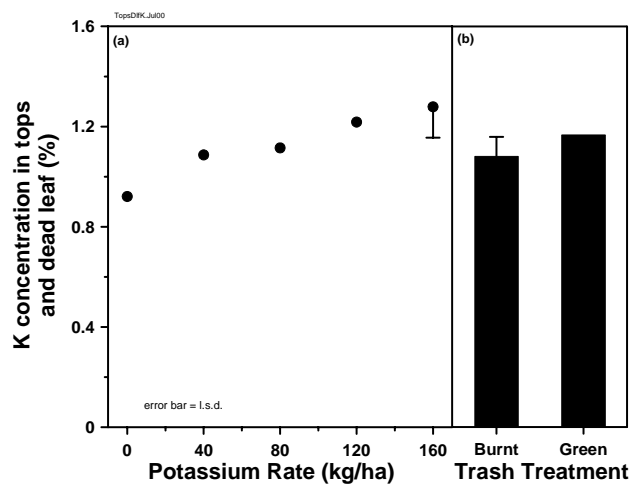 TopsDlfK.Jul00
(a)
(b)
K concentration in tops
and dead leaf (%)
1.6
1.2
0.8
0.4
0
error bar = l.s.d.
0 40 80 120 160
Burnt Green
Potassium Rate (kg/ha)
Trash Treatment